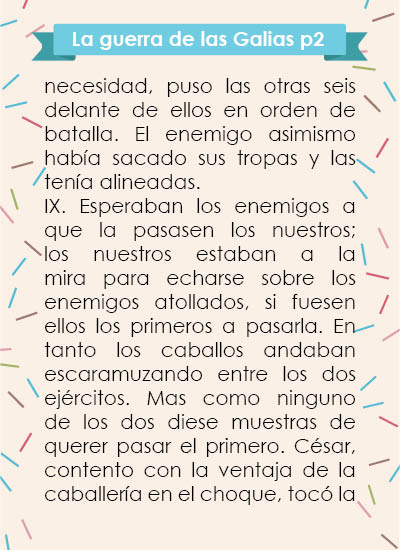 La guerra de las Galias p2
necesidad, puso las otras seis
delante de ellos en orden de
batalla. El enemigo asimismo
había sacado sus tropas y las
tenía alineadas.
IX. Esperaban los enemigos a
que la pasasen los nuestros;
los nuestros estaban a la
mira para echarse sobre los
enemigos atollados, si fuesen
ellos los primeros a pasarla. En
tanto los caballos andaban
escaramuzando entre los dos
ejércitos. Mas como ninguno
de los dos diese muestras de
querer pasar el primero. César,
contento con la ventaja de la
caballería en el choque, tocó la